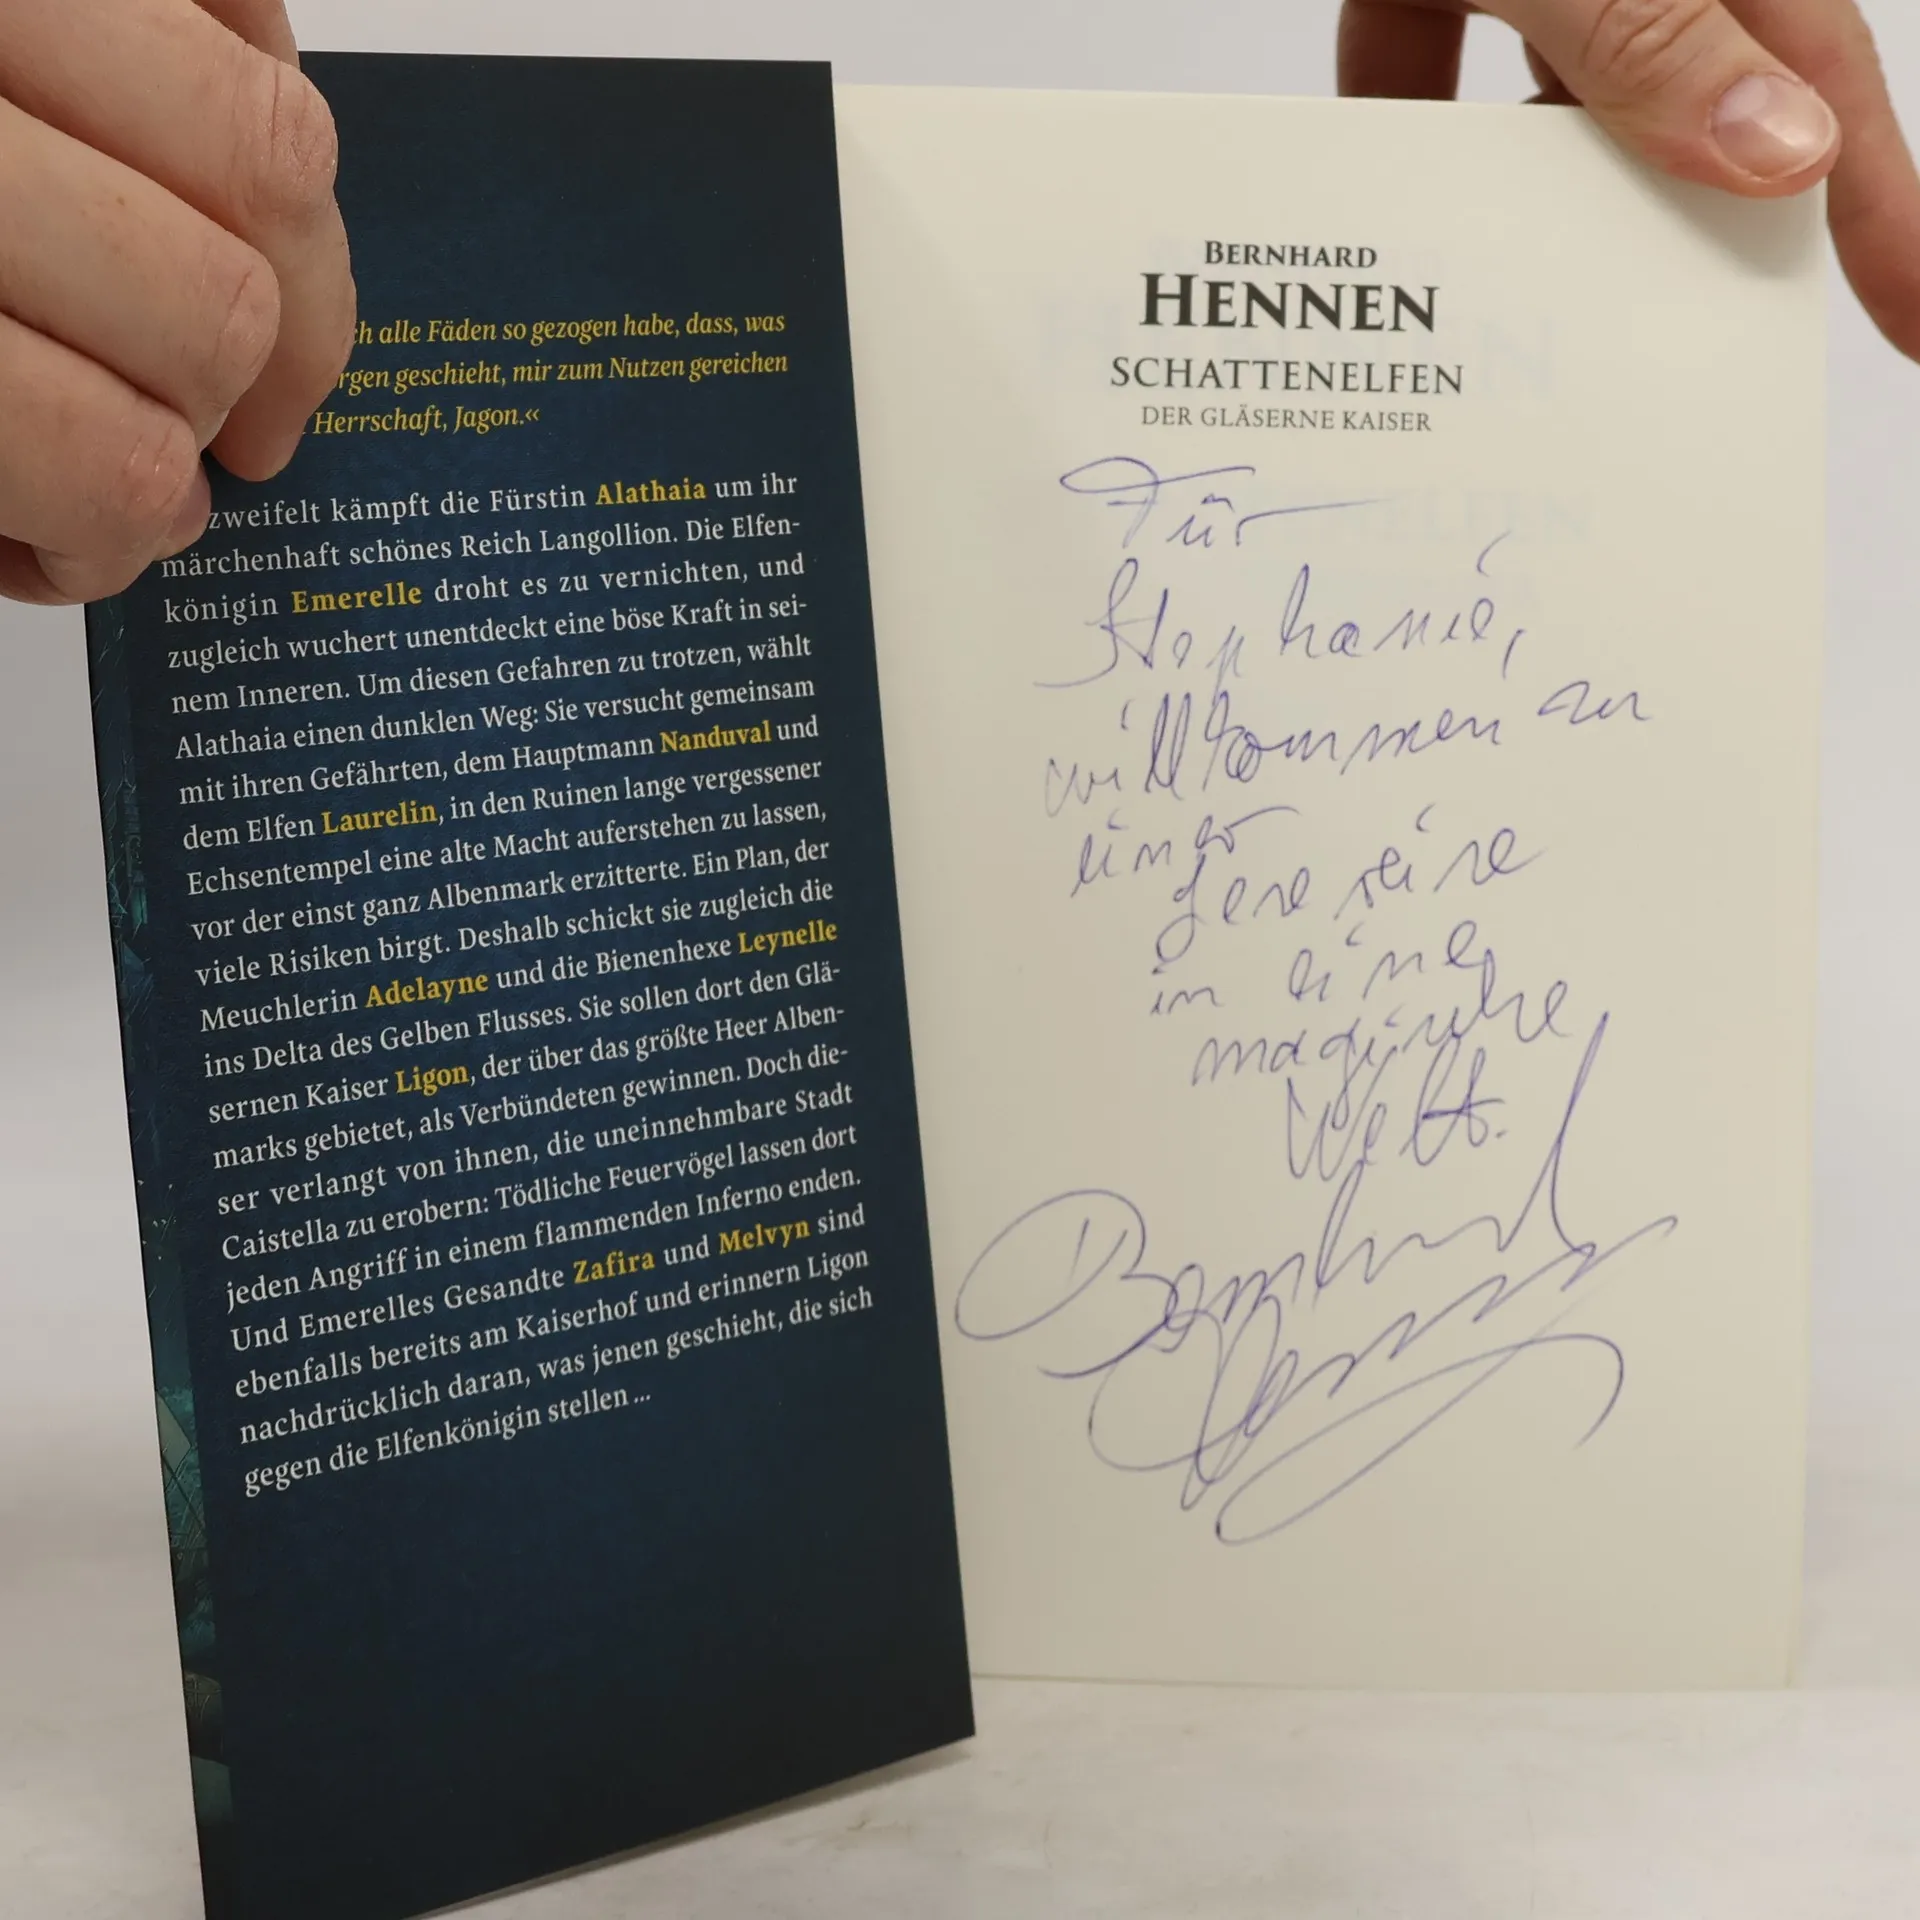 ch alle Fäden so gezogen habe, dass, was
rgen geschieht, mir zum Nutzen gereichen
Herrschaft, Jagon.«
zweifelt kämpft die Fürstin Alathaia um ihr
märchenhaft schönes Reich Langollion. Die Elfen-
königin Emerelle droht es zu vernichten, und
zugleich wuchert unentdeckt eine böse Kraft in sei-
nem Inneren. Um diesen Gefahren zu trotzen, wählt
Alathaia einen dunklen Weg: Sie versucht gemeinsam
mit ihren Gefährten, dem Hauptmann Nanduval und
dem Elfen Laurelin, in den Ruinen lange vergessener
Echsentempel eine alte Macht auferstehen zu lassen,
vor der einst ganz Albenmark erzitterte. Ein Plan, der
viele Risiken birgt. Deshalb schickt sie zugleich die
Meuchlerin Adelayne und die Bienenhexe Leynelle
ins Delta des Gelben Flusses. Sie sollen dort den Glä-
sernen Kaiser Ligon, der über das größte Heer Alben-
marks gebietet, als Verbündeten gewinnen. Doch die-
ser verlangt von ihnen, die uneinnehmbare Stadt
Caistella zu erobern: Tödliche Feuervögel lassen dort
jeden Angriff in einem flammenden Inferno enden.
Und Emerelles Gesandte Zafira und Melvyn sind
ebenfalls bereits am Kaiserhof und erinnern Ligon
nachdrücklich daran, was jenen geschieht, die sich
gegen die Elfenkönigin stellen ...
BERNHARD
HENNEN
SCHATTENELFEN
DER GLÄSERNE KAISER
Für
Stephanie,
willkommen zu
einer
Lesereise
in eine
magische
Welt.
Bernhard
Hennen